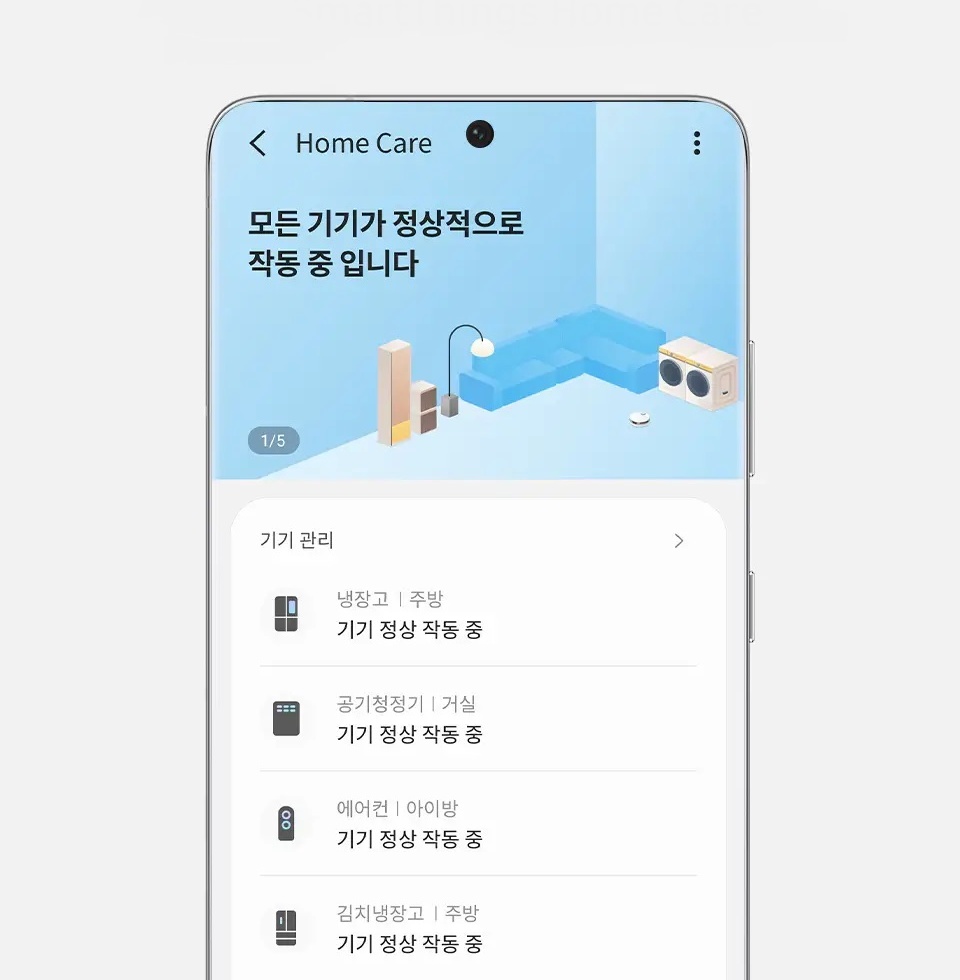 Home Care
모든 기기가 정상적으로
작동 중 입니다
1/5
기기 관리
냉장고 | 주방
기기 정상 작동 중
공기청정기 | 거실
기기 정상 작동 중
에어컨 | 아이방
기기 정상 작동 중
김치냉장고 | 주방
기기 정상 작동 중